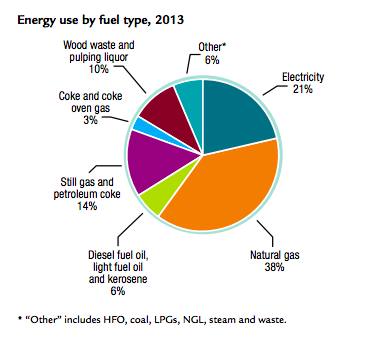 Energy use by fuel type, 2013
Wood waste and
pulping liquor
10%
Other*
6%
Electricity
21%
Coke and coke
oven gas
3%
Still gas and
petroleum coke
14%
Diesel fuel oil,
light fuel oil
and kerosene
6%
Natural gas
38%
* “Other” includes HFO, coal, LPGs, NGL, steam and waste.